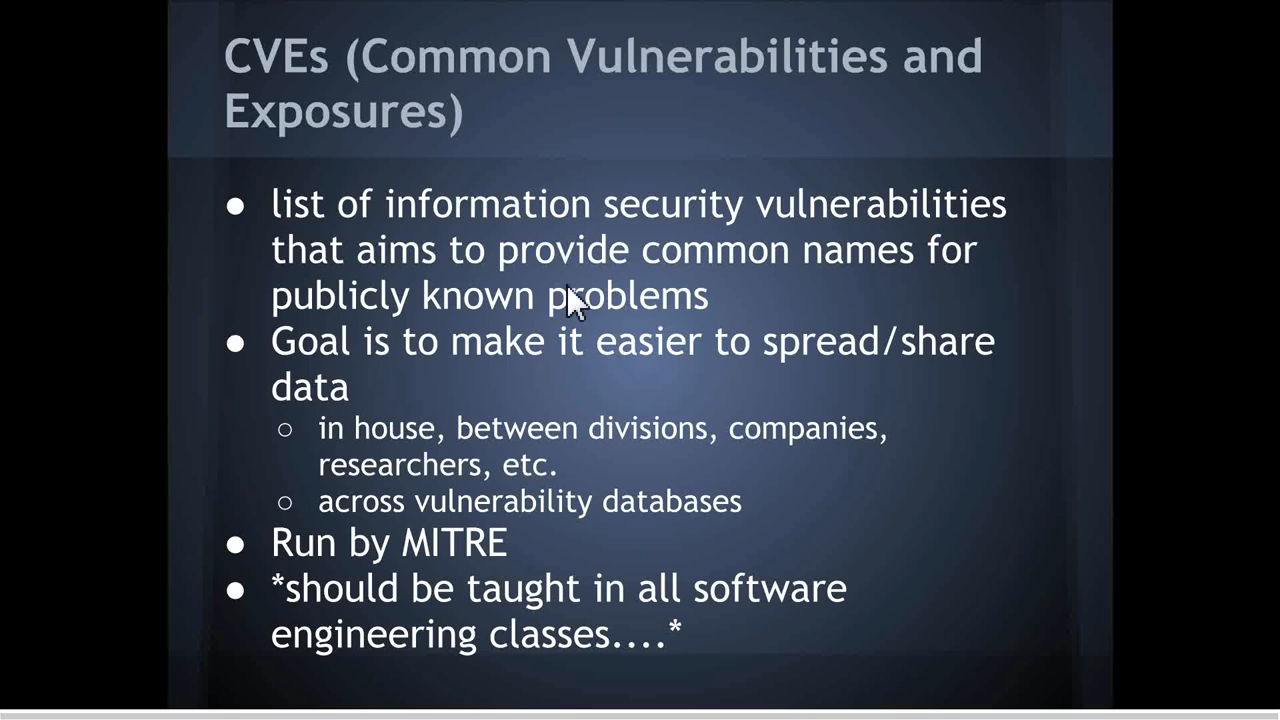 CVEs (Common Vulnerabilities and
Exposures)
● list of information security vulnerabilities
that aims to provide common names for
publicly known problems
● Goal is to make it easier to spread/share
data
○ in house, between divisions, companies,
researchers, etc.
○ across vulnerability databases
● Run by MITRE
● *should be taught in all software
engineering classes....*